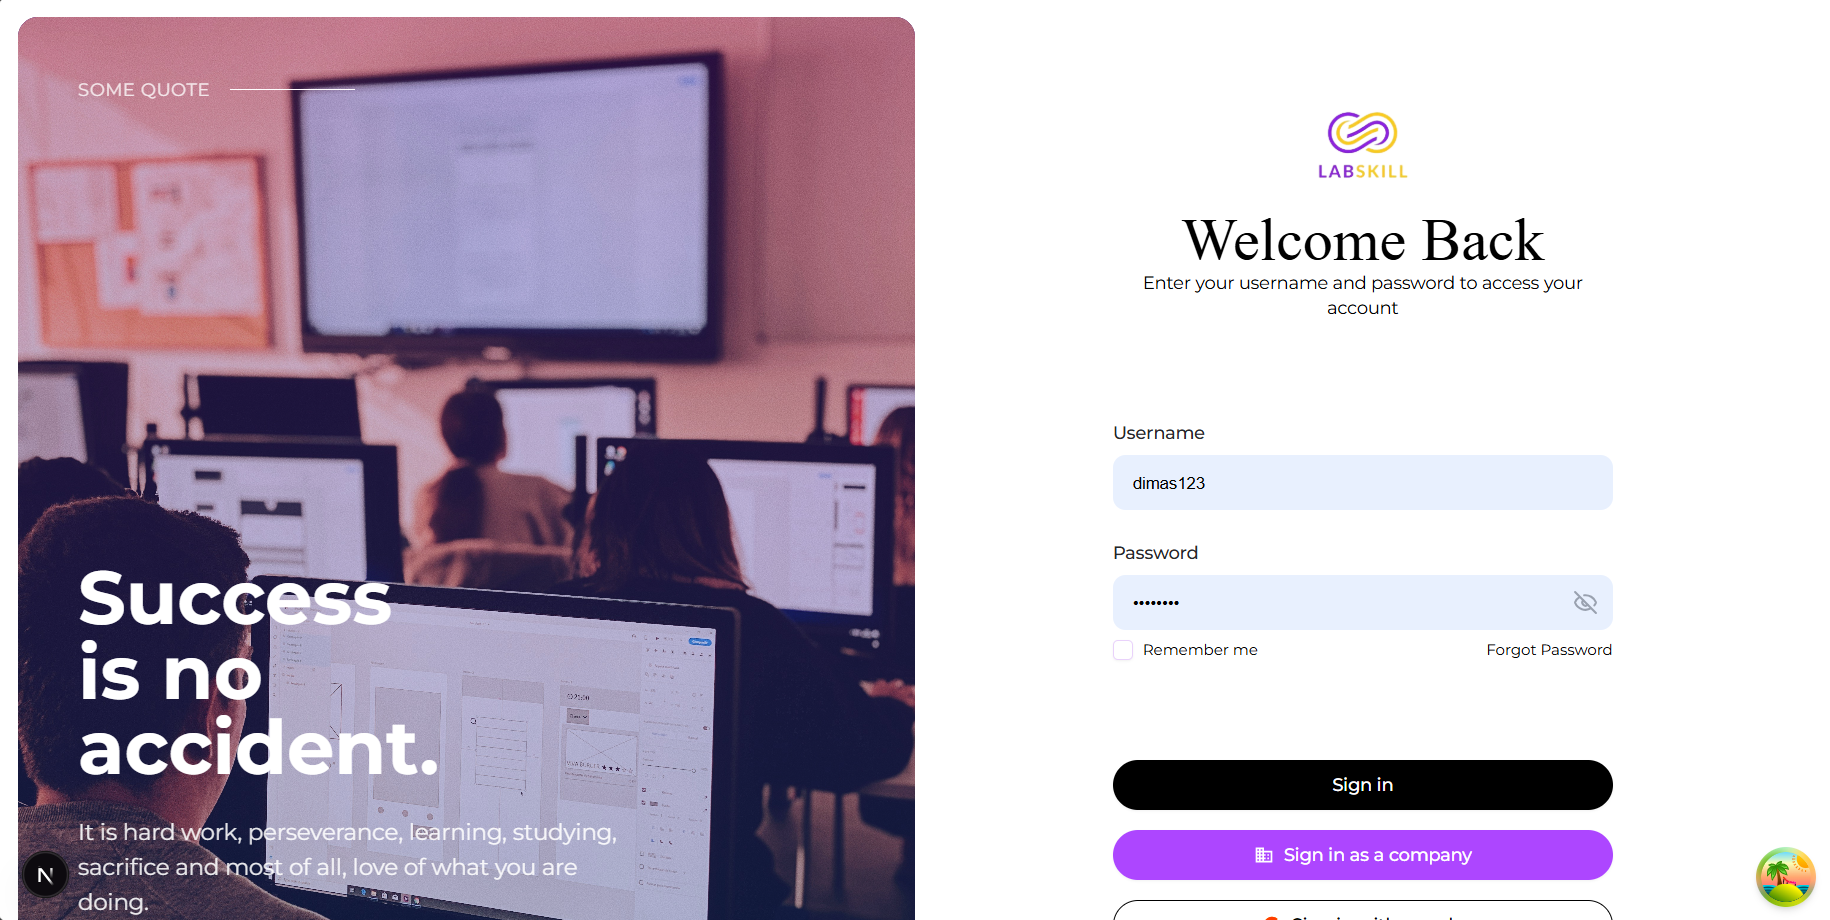 SOME QUOTE
Success
is no
accident.
It is hard work, perseverance, learning, studying,
sacrifice and most of all, love of what you are
doing.
N
LABSKILL
Welcome Back
Enter your username and password to access your
account
Username
dimas123
Password
••••••••
Remember me
Forgot Password
Sign in
Sign in as a company